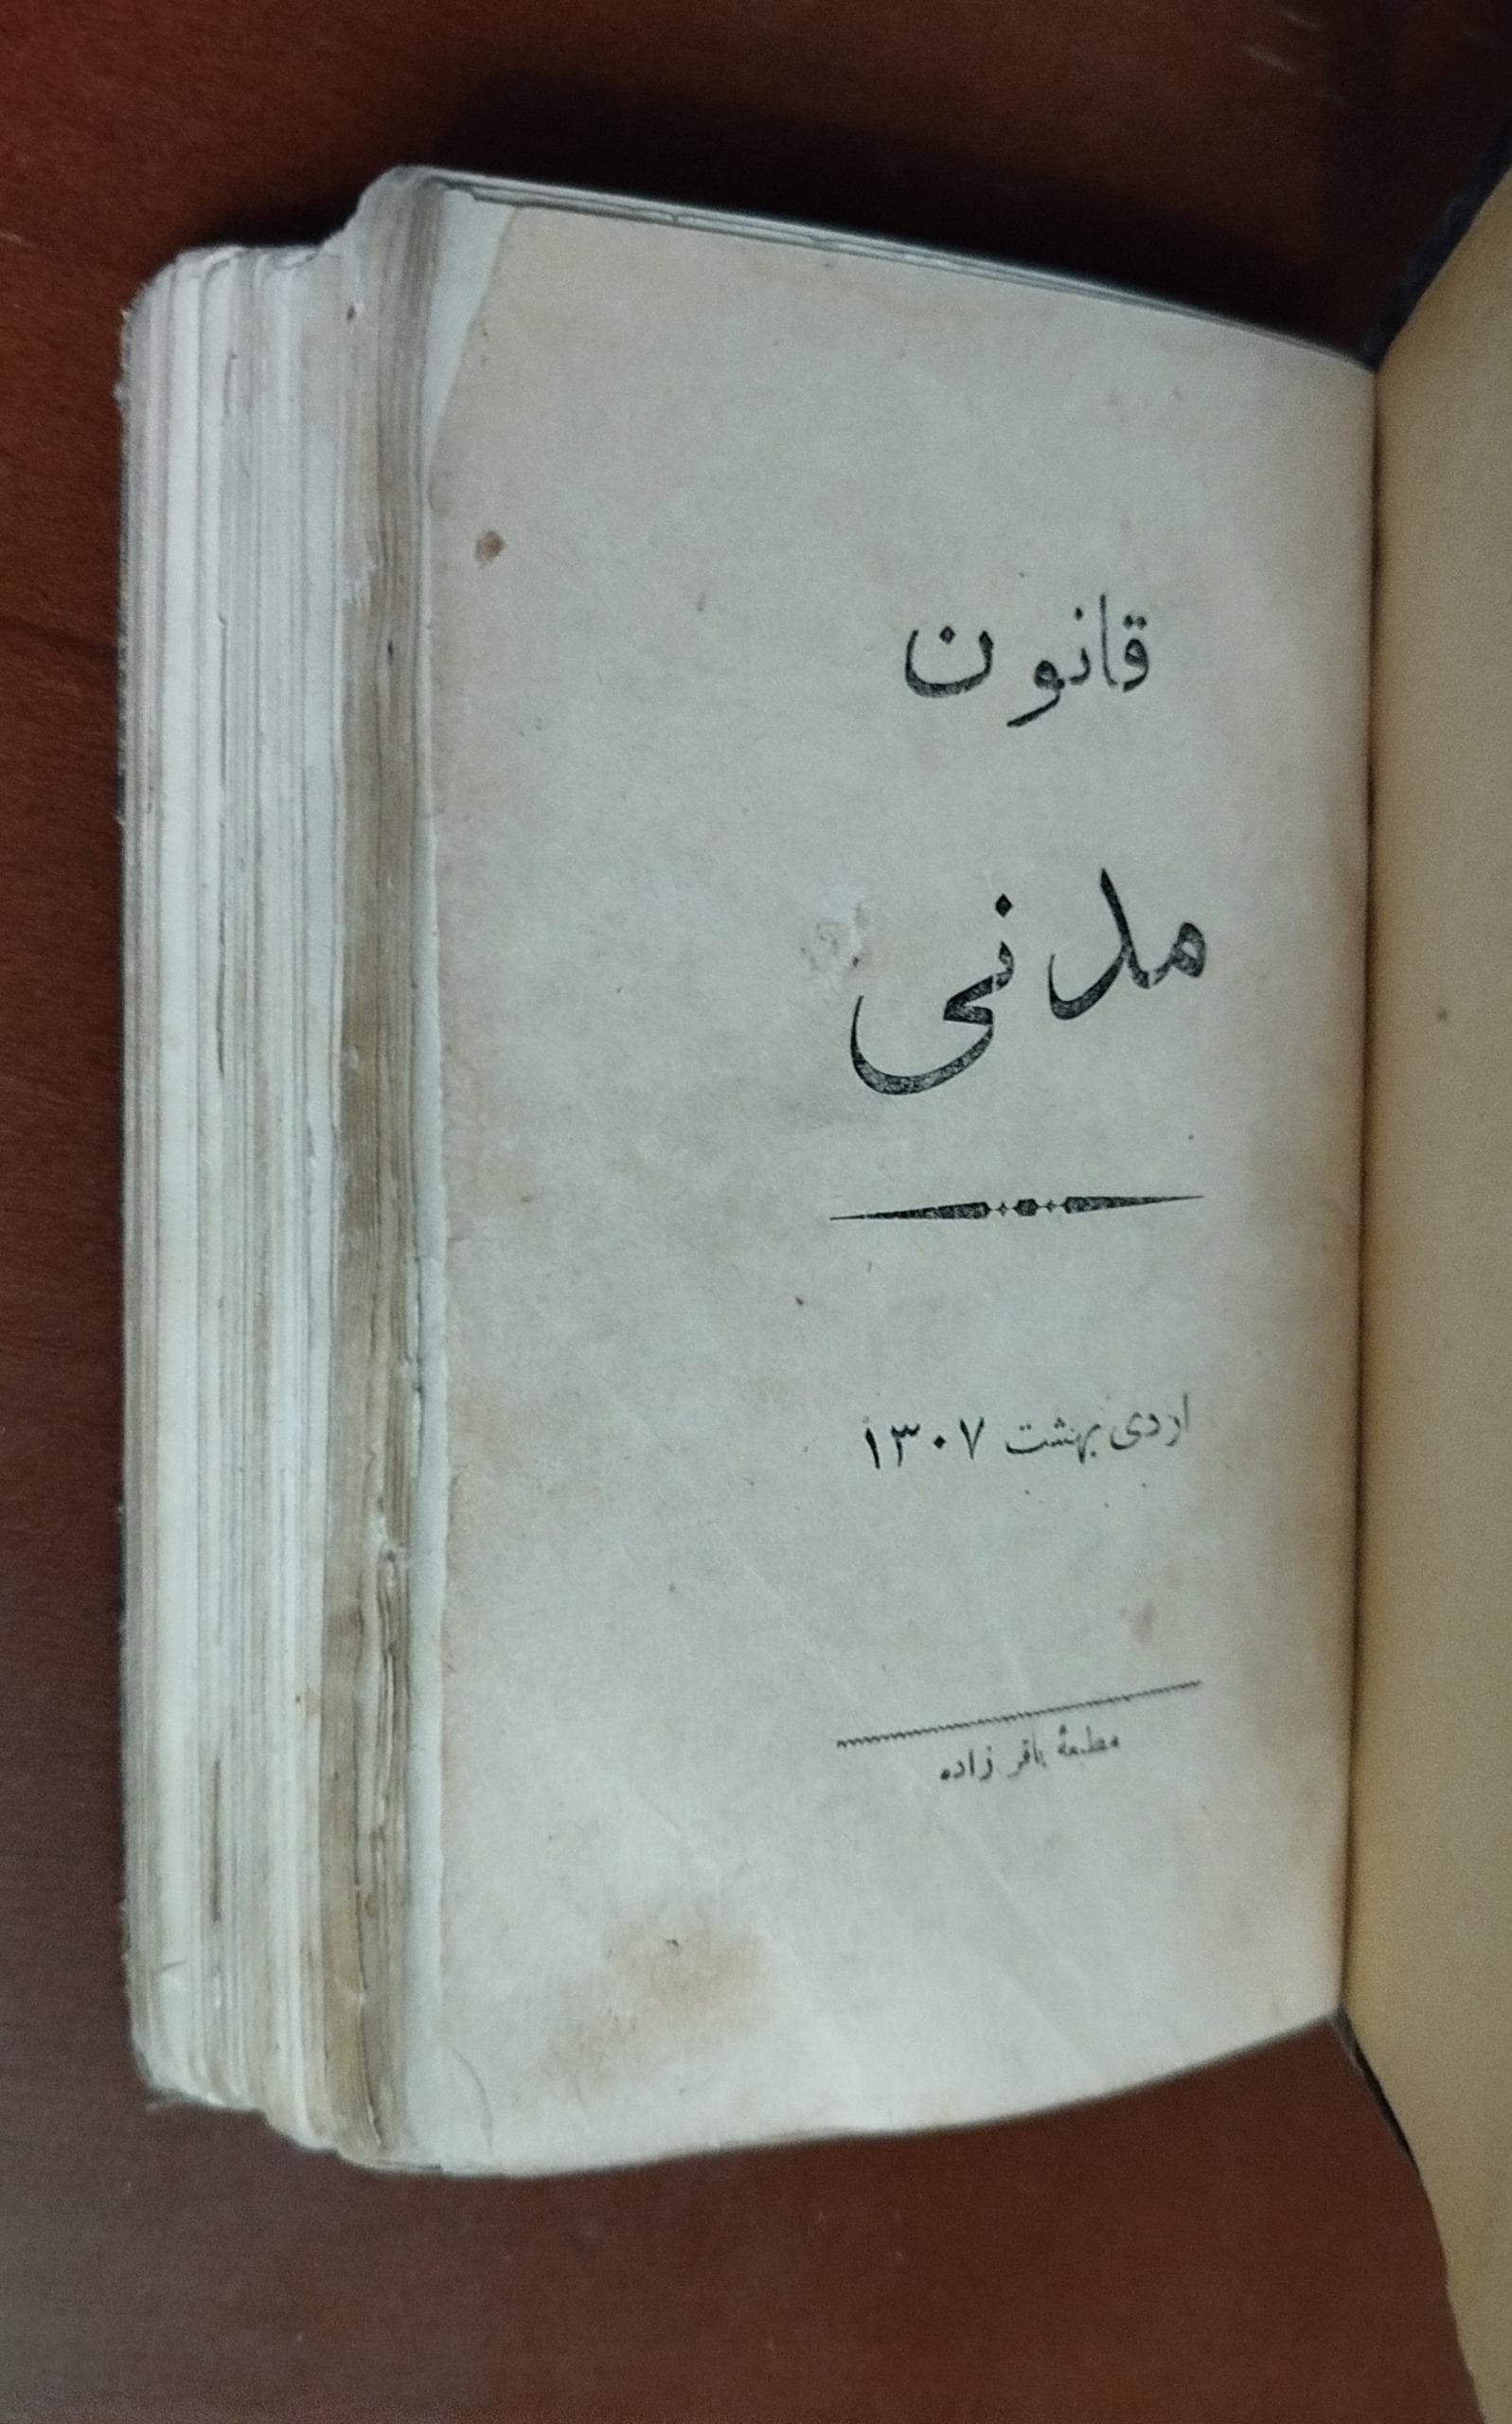 قانون
مدنی
اردی بهشت ۱۳۰۷
مطبعهٔ باقر زاده